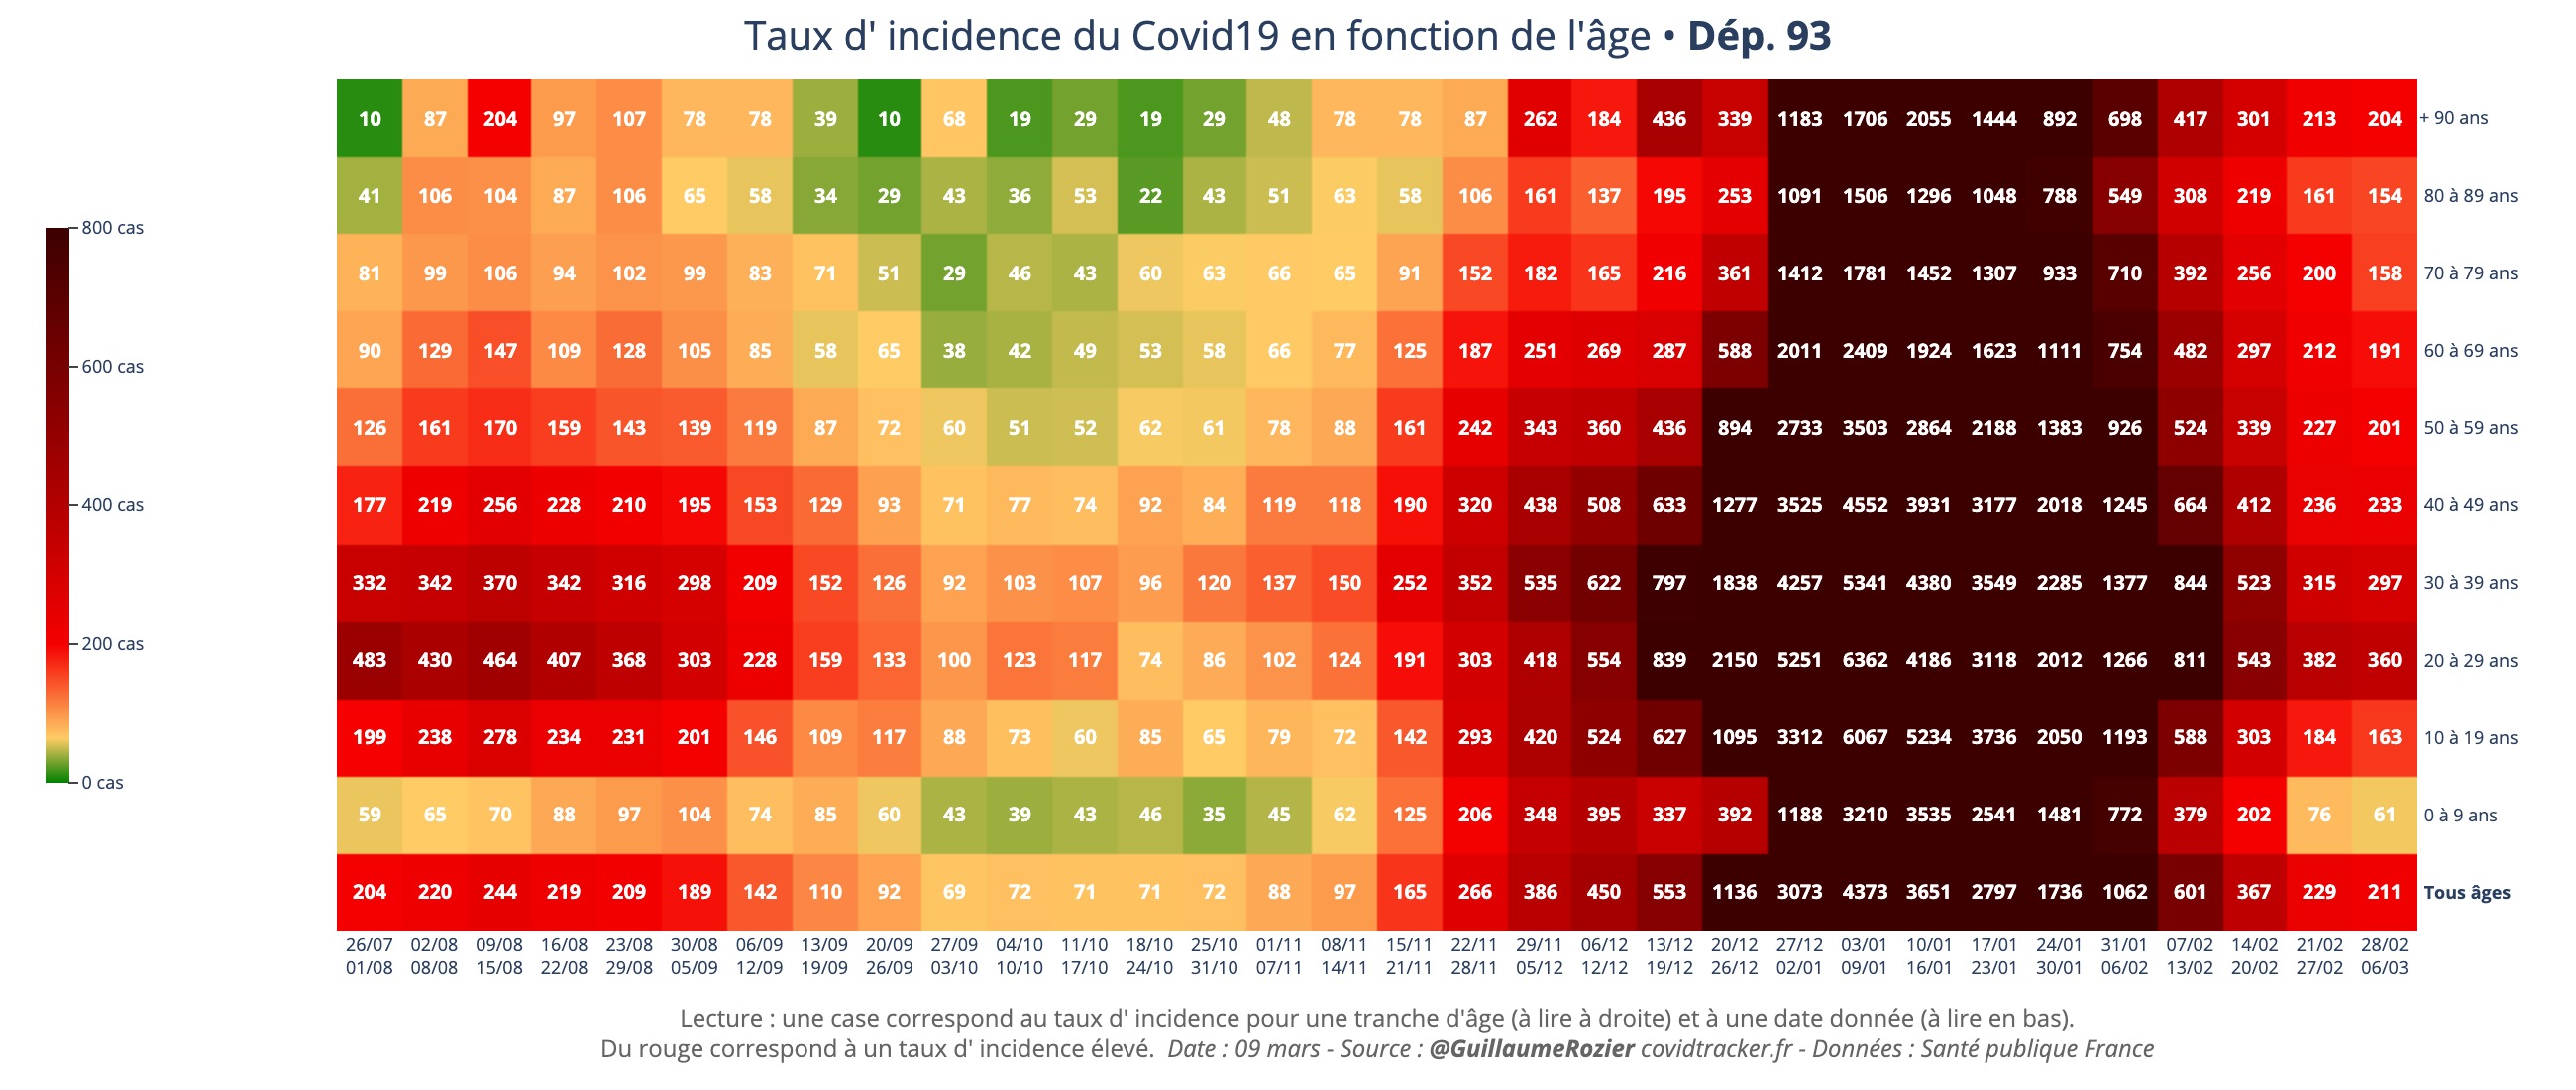 Taux d' incidence du Covid19 en fonction de l'âge • Dép. 93
800 cas
600 cas
400 cas
200 cas
0 cas
10 87 204 97 107 78 78 39 10 68 19 29 19 29 48 78 78 87 262 184 436 339 1183 1706 2055 1444 892 698 417 301 213 204 + 90 ans
41 106 104 87 106 65 58 34 29 43 36 53 22 43 51 63 58 106 161 137 195 253 1091 1506 1296 1048 788 549 308 219 161 154 80 à 89 ans
81 99 106 94 102 99 83 71 51 29 46 43 60 63 66 65 91 152 182 165 216 361 1412 1781 1452 1307 933 710 392 256 200 158 70 à 79 ans
90 129 147 109 128 105 85 58 65 38 42 49 53 58 66 77 125 187 251 269 287 588 2011 2409 1924 1623 1111 754 482 297 212 191 60 à 69 ans
126 161 170 159 143 139 119 87 72 60 51 52 62 61 78 88 161 242 343 360 436 894 2733 3503 2864 2188 1383 926 524 339 227 201 50 à 59 ans
177 219 256 228 210 195 153 129 93 71 77 74 92 84 119 118 190 320 438 508 633 1277 3525 4552 3931 3177 2018 1245 664 412 236 233 40 à 49 ans
332 342 370 342 316 298 209 152 126 92 103 107 96 120 137 150 252 352 535 622 797 1838 4257 5341 4380 3549 2285 1377 844 523 315 297 30 à 39 ans
483 430 464 407 368 303 228 159 133 100 123 117 74 86 102 124 191 303 418 554 839 2150 5251 6362 4186 3118 2012 1266 811 543 382 360 20 à 29 ans
199 238 278 234 231 201 146 109 117 88 73 60 85 65 79 72 142 293 420 524 627 1095 3312 6067 5234 3736 2050 1193 588 303 184 163 10 à 19 ans
59 65 70 88 97 104 74 85 60 43 39 43 46 35 45 62 125 206 348 395 337 392 1188 3210 3535 2541 1481 772 379 202 76 61 0 à 9 ans
204 220 244 219 209 189 142 110 92 69 72 71 71 72 88 97 165 266 386 450 553 1136 3073 4373 3651 2797 1736 1062 601 367 229 211 Tous âges
26/07 02/08 09/08 16/08 23/08 30/08 06/09 13/09 20/09 27/09 04/10 11/10 18/10 25/10 01/11 08/11 15/11 22/11 29/11 06/12 13/12 20/12 27/12 03/01 10/01 17/01 24/01 31/01 07/02 14/02 21/02 28/02
01/08 08/08 15/08 22/08 29/08 05/09 12/09 19/09 26/09 03/10 10/10 17/10 24/10 31/10 07/11 14/11 21/11 28/11 05/12 12/12 19/12 26/12 02/01 09/01 16/01 23/01 30/01 06/02 13/02 20/02 27/02 06/03
Lecture : une case correspond au taux d' incidence pour une tranche d'âge (à lire à droite) et à une date donnée (à lire en bas).
Du rouge correspond à un taux d' incidence élevé. Date : 09 mars - Source : @GuillaumeRozier covidtracker.fr - Données : Santé publique France